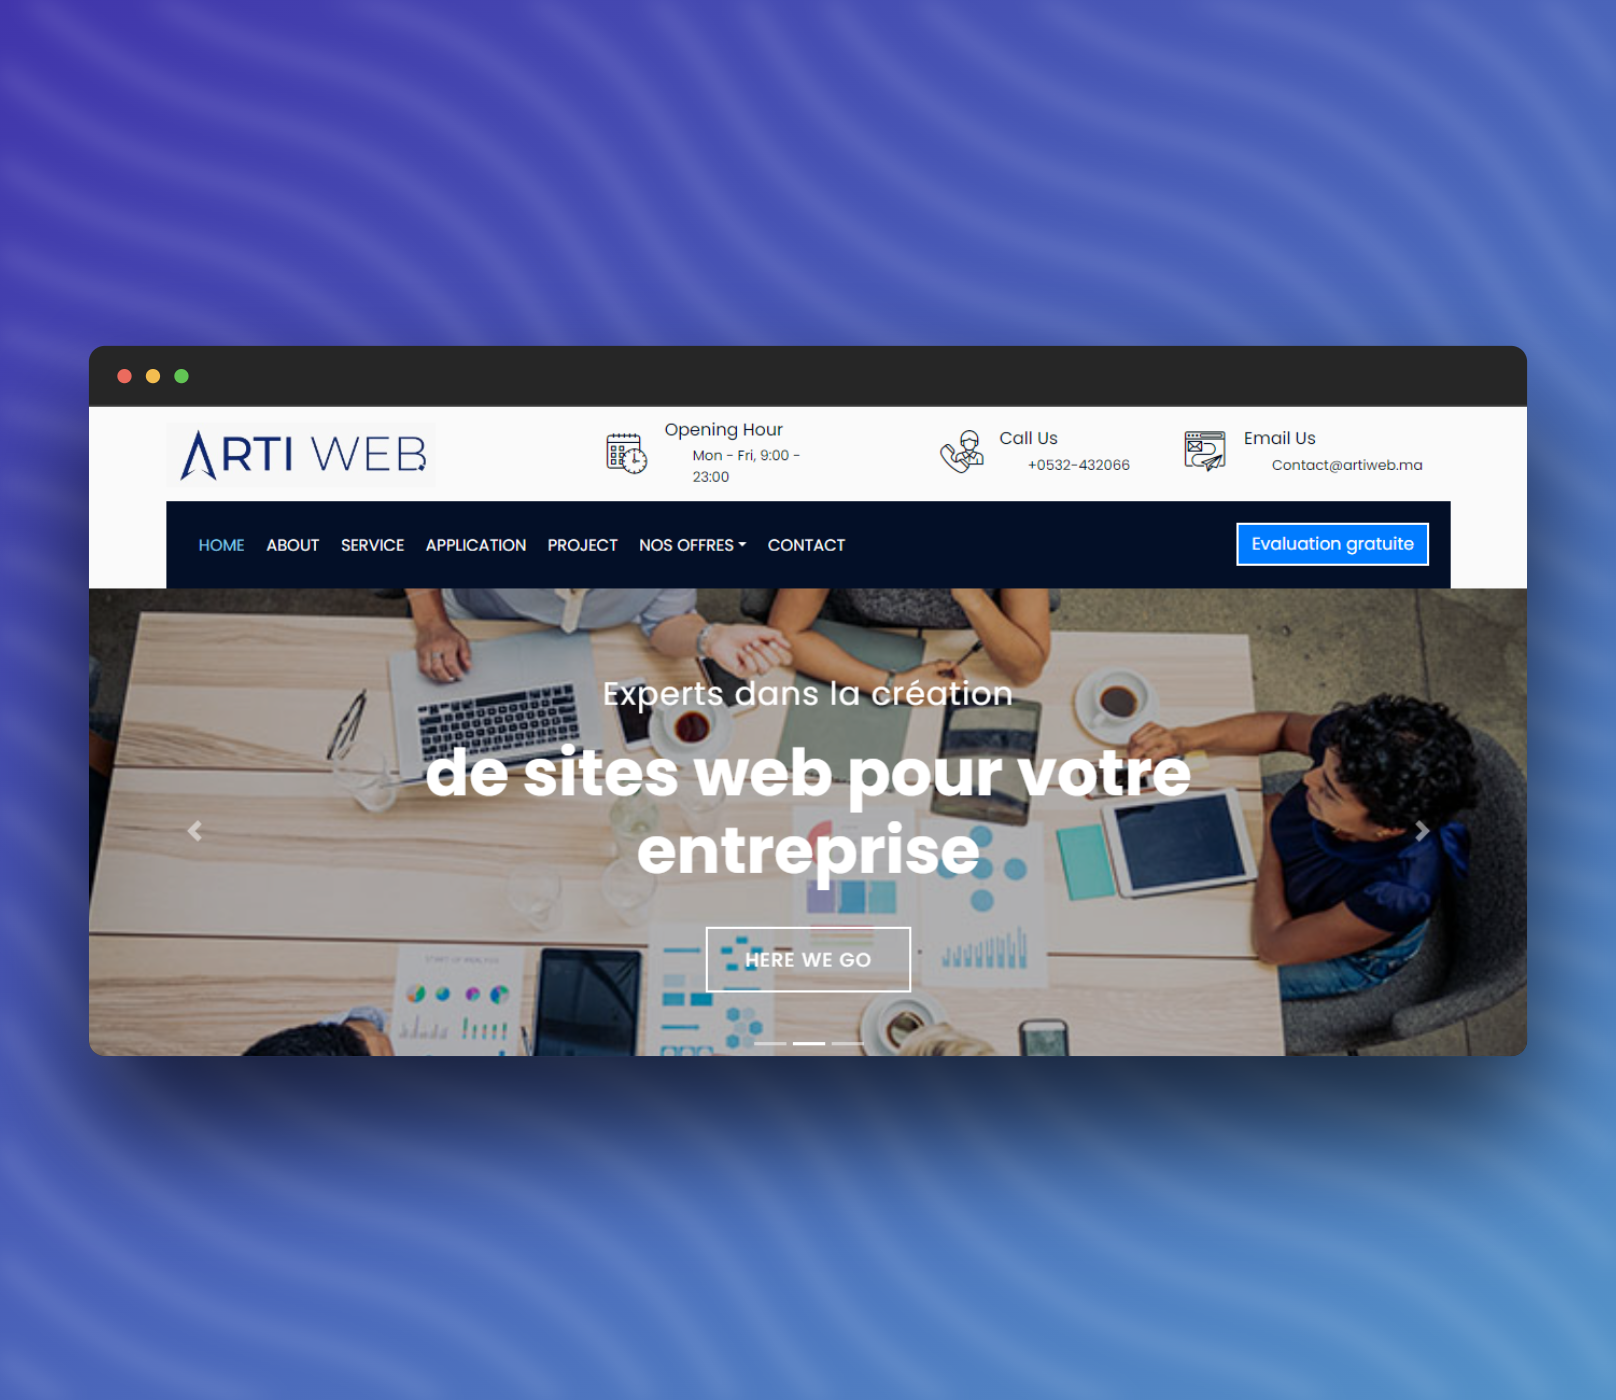 ARTI WEB
Opening Hour
Mon - Fri, 9:00 -
23:00
Call Us
+0532-432066
Email Us
Contact@artiweb.ma
HOME ABOUT SERVICE APPLICATION PROJECT NOS OFFRES CONTACT
Evaluation gratuite
Experts dans la création
de sites web pour votre
entreprise
HERE WE GO